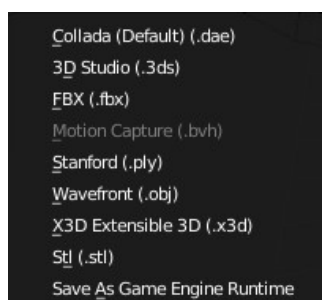 Collada (Default) (.dae)
3D Studio (.3ds)
FBX (.fbx)
Motion Capture (.bvh)
Stanford (.ply)
Wavefront (.obj)
X3D Extensible 3D (.x3d)
Stl (.stl)
Save As Game Engine Runtime